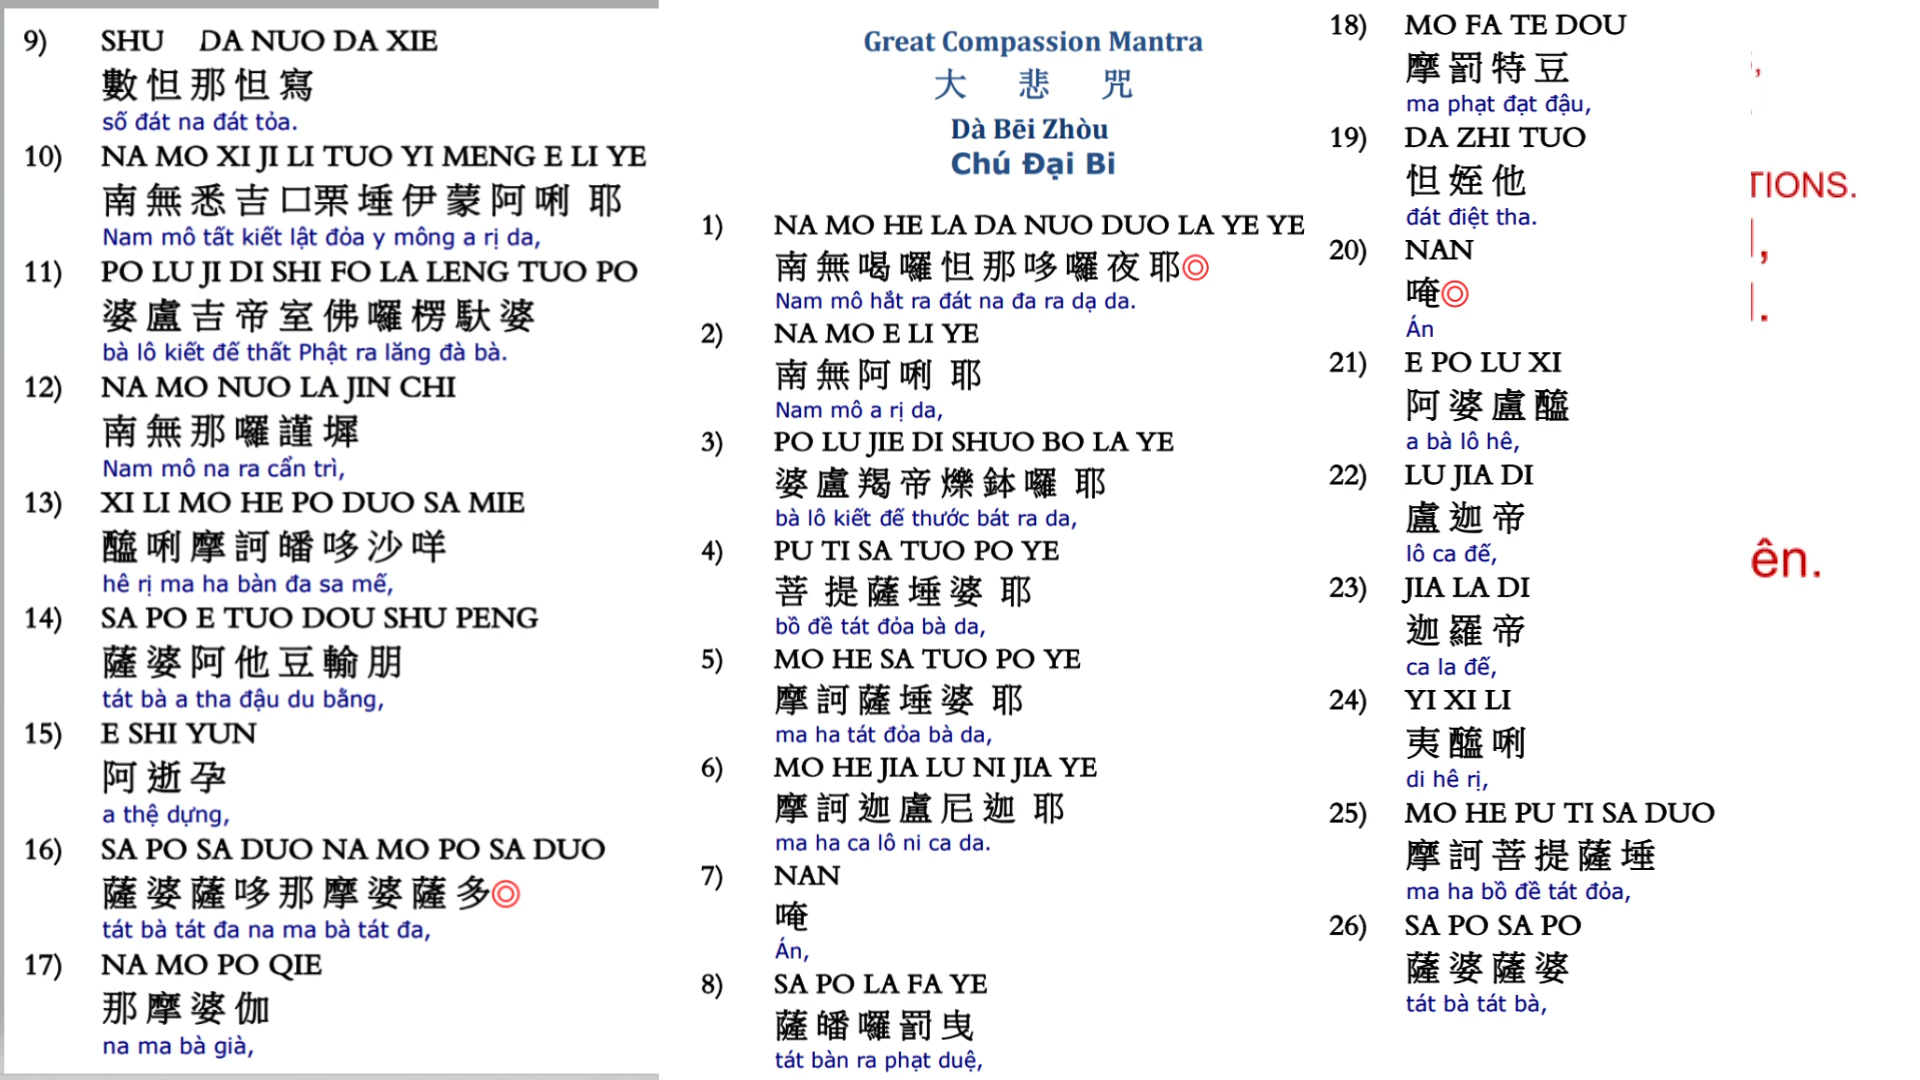 9) SHU DA NUO DA XIE
數怛那怛寫
số đát na đát tỏa.
10) NA MO XI JI LI TUO YI MENG E LI YE
南無悉吉口栗埵伊蒙阿唎 耶
Nam mô tất kiết lật đỏa y mông a rị da,
11) PO LU JI DI SHI FO LA LENG TUO PO
婆盧吉帝室佛囉楞馱婆
bà lô kiết đế thất Phật ra lăng đà bà.
12) NA MO NUO LA JIN CHI
南無那囉謹墀
Nam mô na ra cẩn trì,
13) XI LI MO HE PO DUO SA MIE
醯唎摩訶皤哆沙咩
hê rị ma ha bàn đa sa mế,
14) SA PO E TUO DOU SHU PENG
薩婆阿他豆輸朋
tát bà a tha đậu du bằng,
15) E SHI YUN
阿逝孕
a thệ dựng,
16) SA PO SA DUO NA MO PO SA DUO
薩婆薩哆那摩婆薩多◎
tát bà tát đa na ma bà tát đa,
17) NA MO PO QIE
那摩婆伽
na ma bà già,
Great Compassion Mantra
大 悲 咒
Dà Bēi Zhòu
Chú Đại Bi
1) NA MO HE LA DA NUO DUO LA YE YE
南無喝囉怛那哆囉夜耶◎
Nam mô hắt ra đát na đa ra dạ da.
2) NA MO E LI YE
南無阿唎 耶
Nam mô a rị da,
3) PO LU JIE DI SHUO BO LA YE
婆盧羯帝爍鉢囉 耶
bà lô kiết đế thước bát ra da,
4) PU TI SA TUO PO YE
菩 提薩埵婆 耶
bồ đề tát đỏa bà da,
5) MO HE SA TUO PO YE
摩訶薩埵婆 耶
ma ha tát đỏa bà da,
6) MO HE JIA LU NI JIA YE
摩訶迦盧尼迦 耶
ma ha ca lô ni ca da.
7) NAN
唵
Án,
8) SA PO LA FA YE
薩皤囉罰曳
tát bàn ra phạt duệ,
18) MO FA TE DOU
摩罰特豆
ma phạt đạt đậu,
19) DA ZHI TUO
怛姪他
đát điệt tha.
20) NAN
唵◎
Án
21) E PO LU XI
阿婆盧醯
a bà lô hê,
22) LU JIA DI
盧迦帝
lô ca đế,
23) JIA LA DI
迦羅帝
ca la đế,
24) YI XI LI
夷醯唎
di hê rị,
25) MO HE PU TI SA DUO
摩訶菩提薩埵
ma ha bồ đề tát đỏa,
26) SA PO SA PO
薩婆薩婆
tát bà tát bà,
TIONS.
ên.